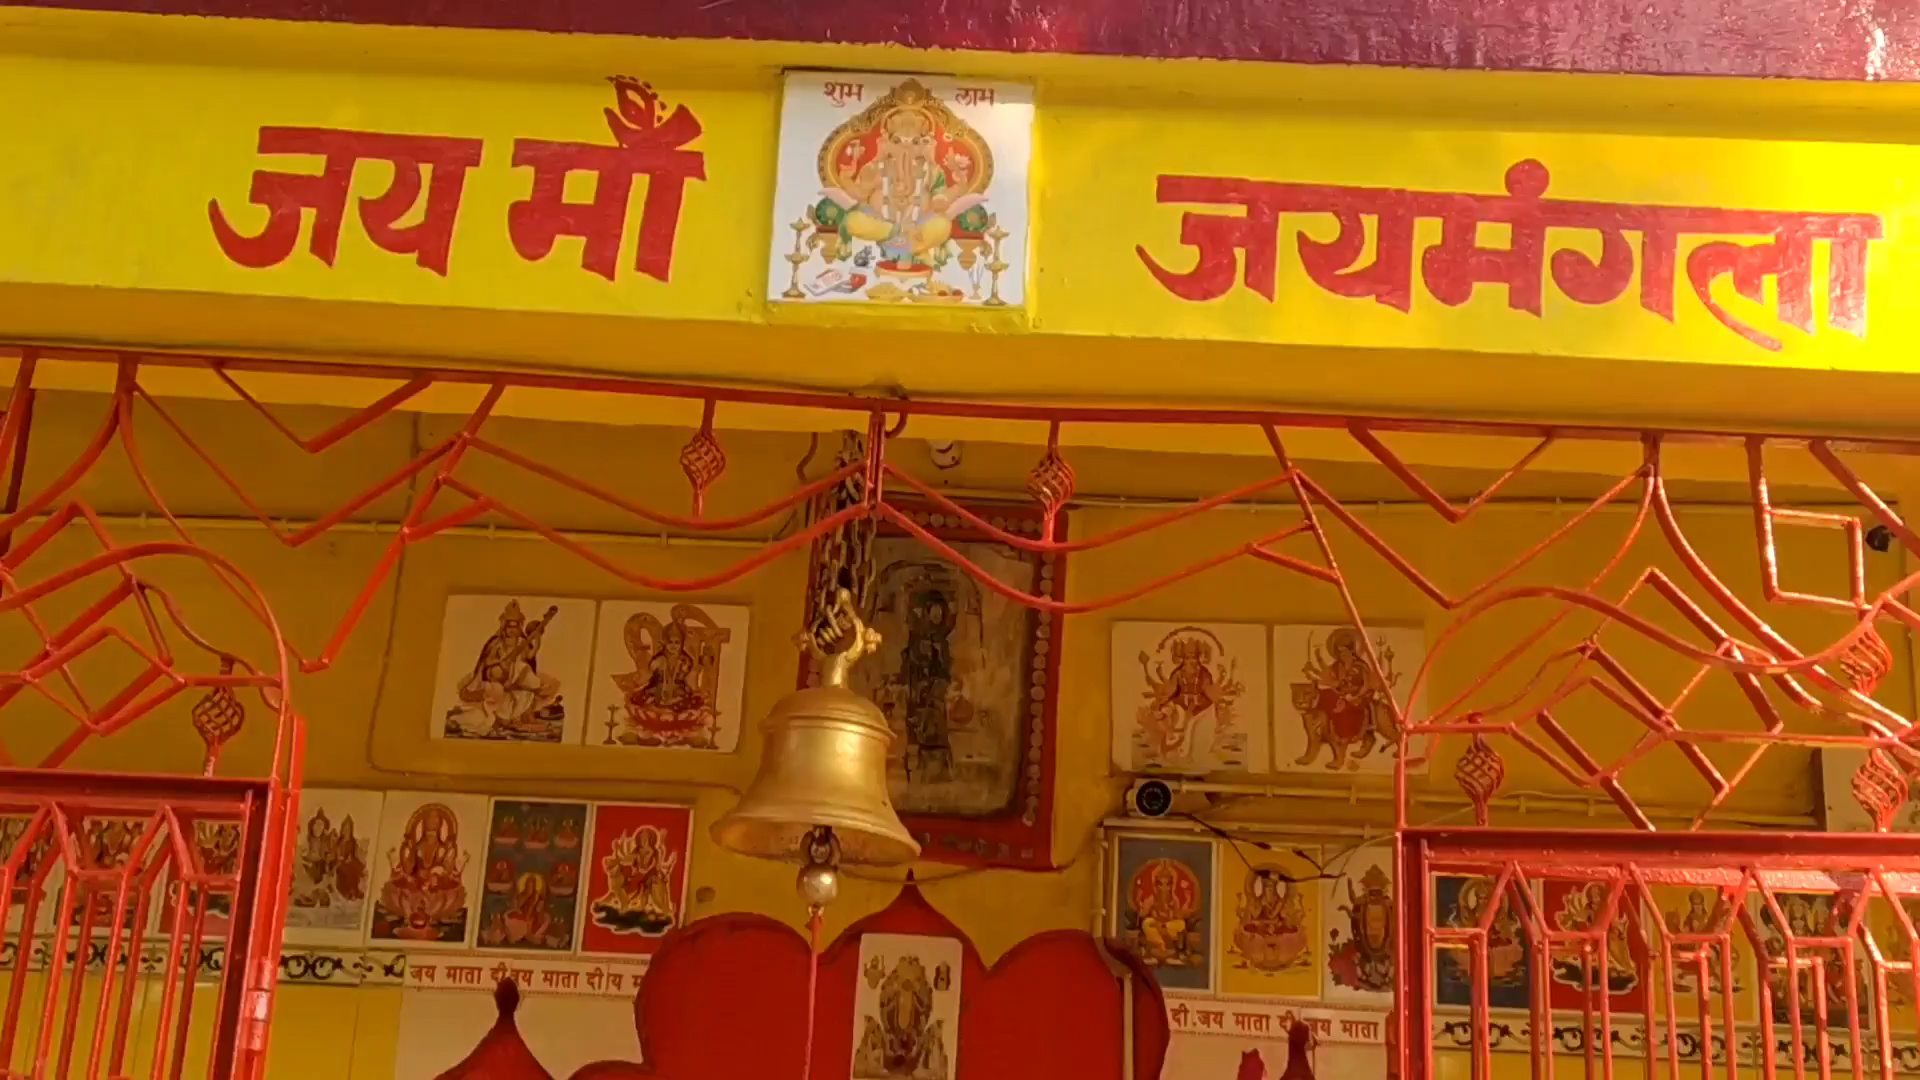 शुभ लाभ
जय माँ जयमंगला
श्री
जय माता दी जय माता दी
दी जय माता दी जय माता